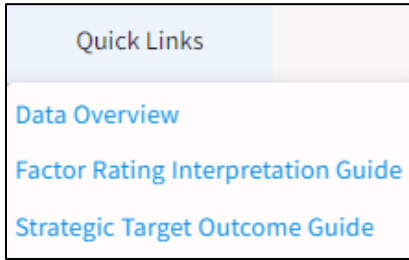 Quick Links
Data Overview
Factor Rating Interpretation Guide
Strategic Target Outcome Guide